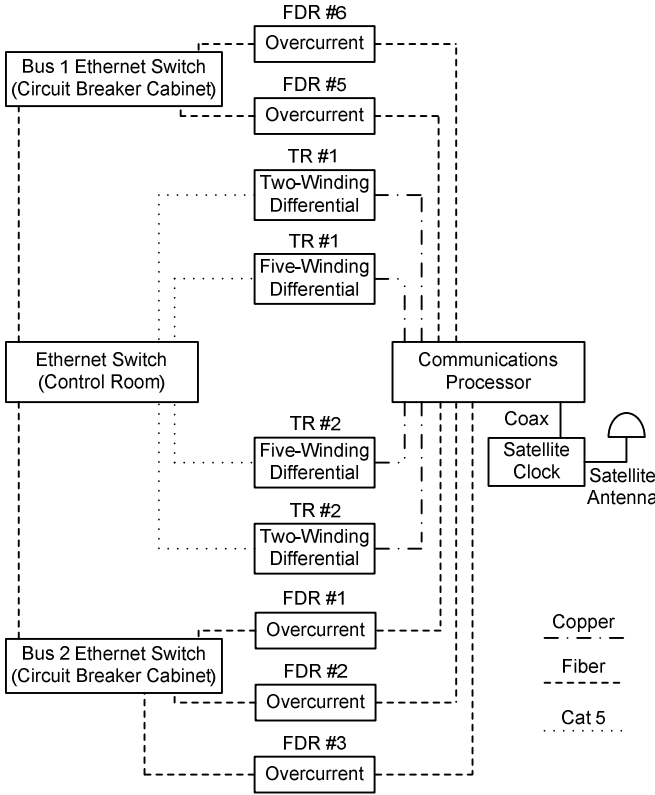 FDR #6
Overcurrent
Bus 1 Ethernet Switch
(Circuit Breaker Cabinet)
FDR #5
Overcurrent
TR #1
Two-Winding
Differential
TR #1
Five-Winding
Differential
Ethernet Switch
(Control Room)
Communications
Processor
Coax
TR #2
Five-Winding
Differential
Satellite
Clock
Satellite
Antenna
TR #2
Two-Winding
Differential
FDR #1
Overcurrent
Bus 2 Ethernet Switch
(Circuit Breaker Cabinet)
FDR #2
Overcurrent
FDR #3
Overcurrent
Copper
Fiber
Cat 5